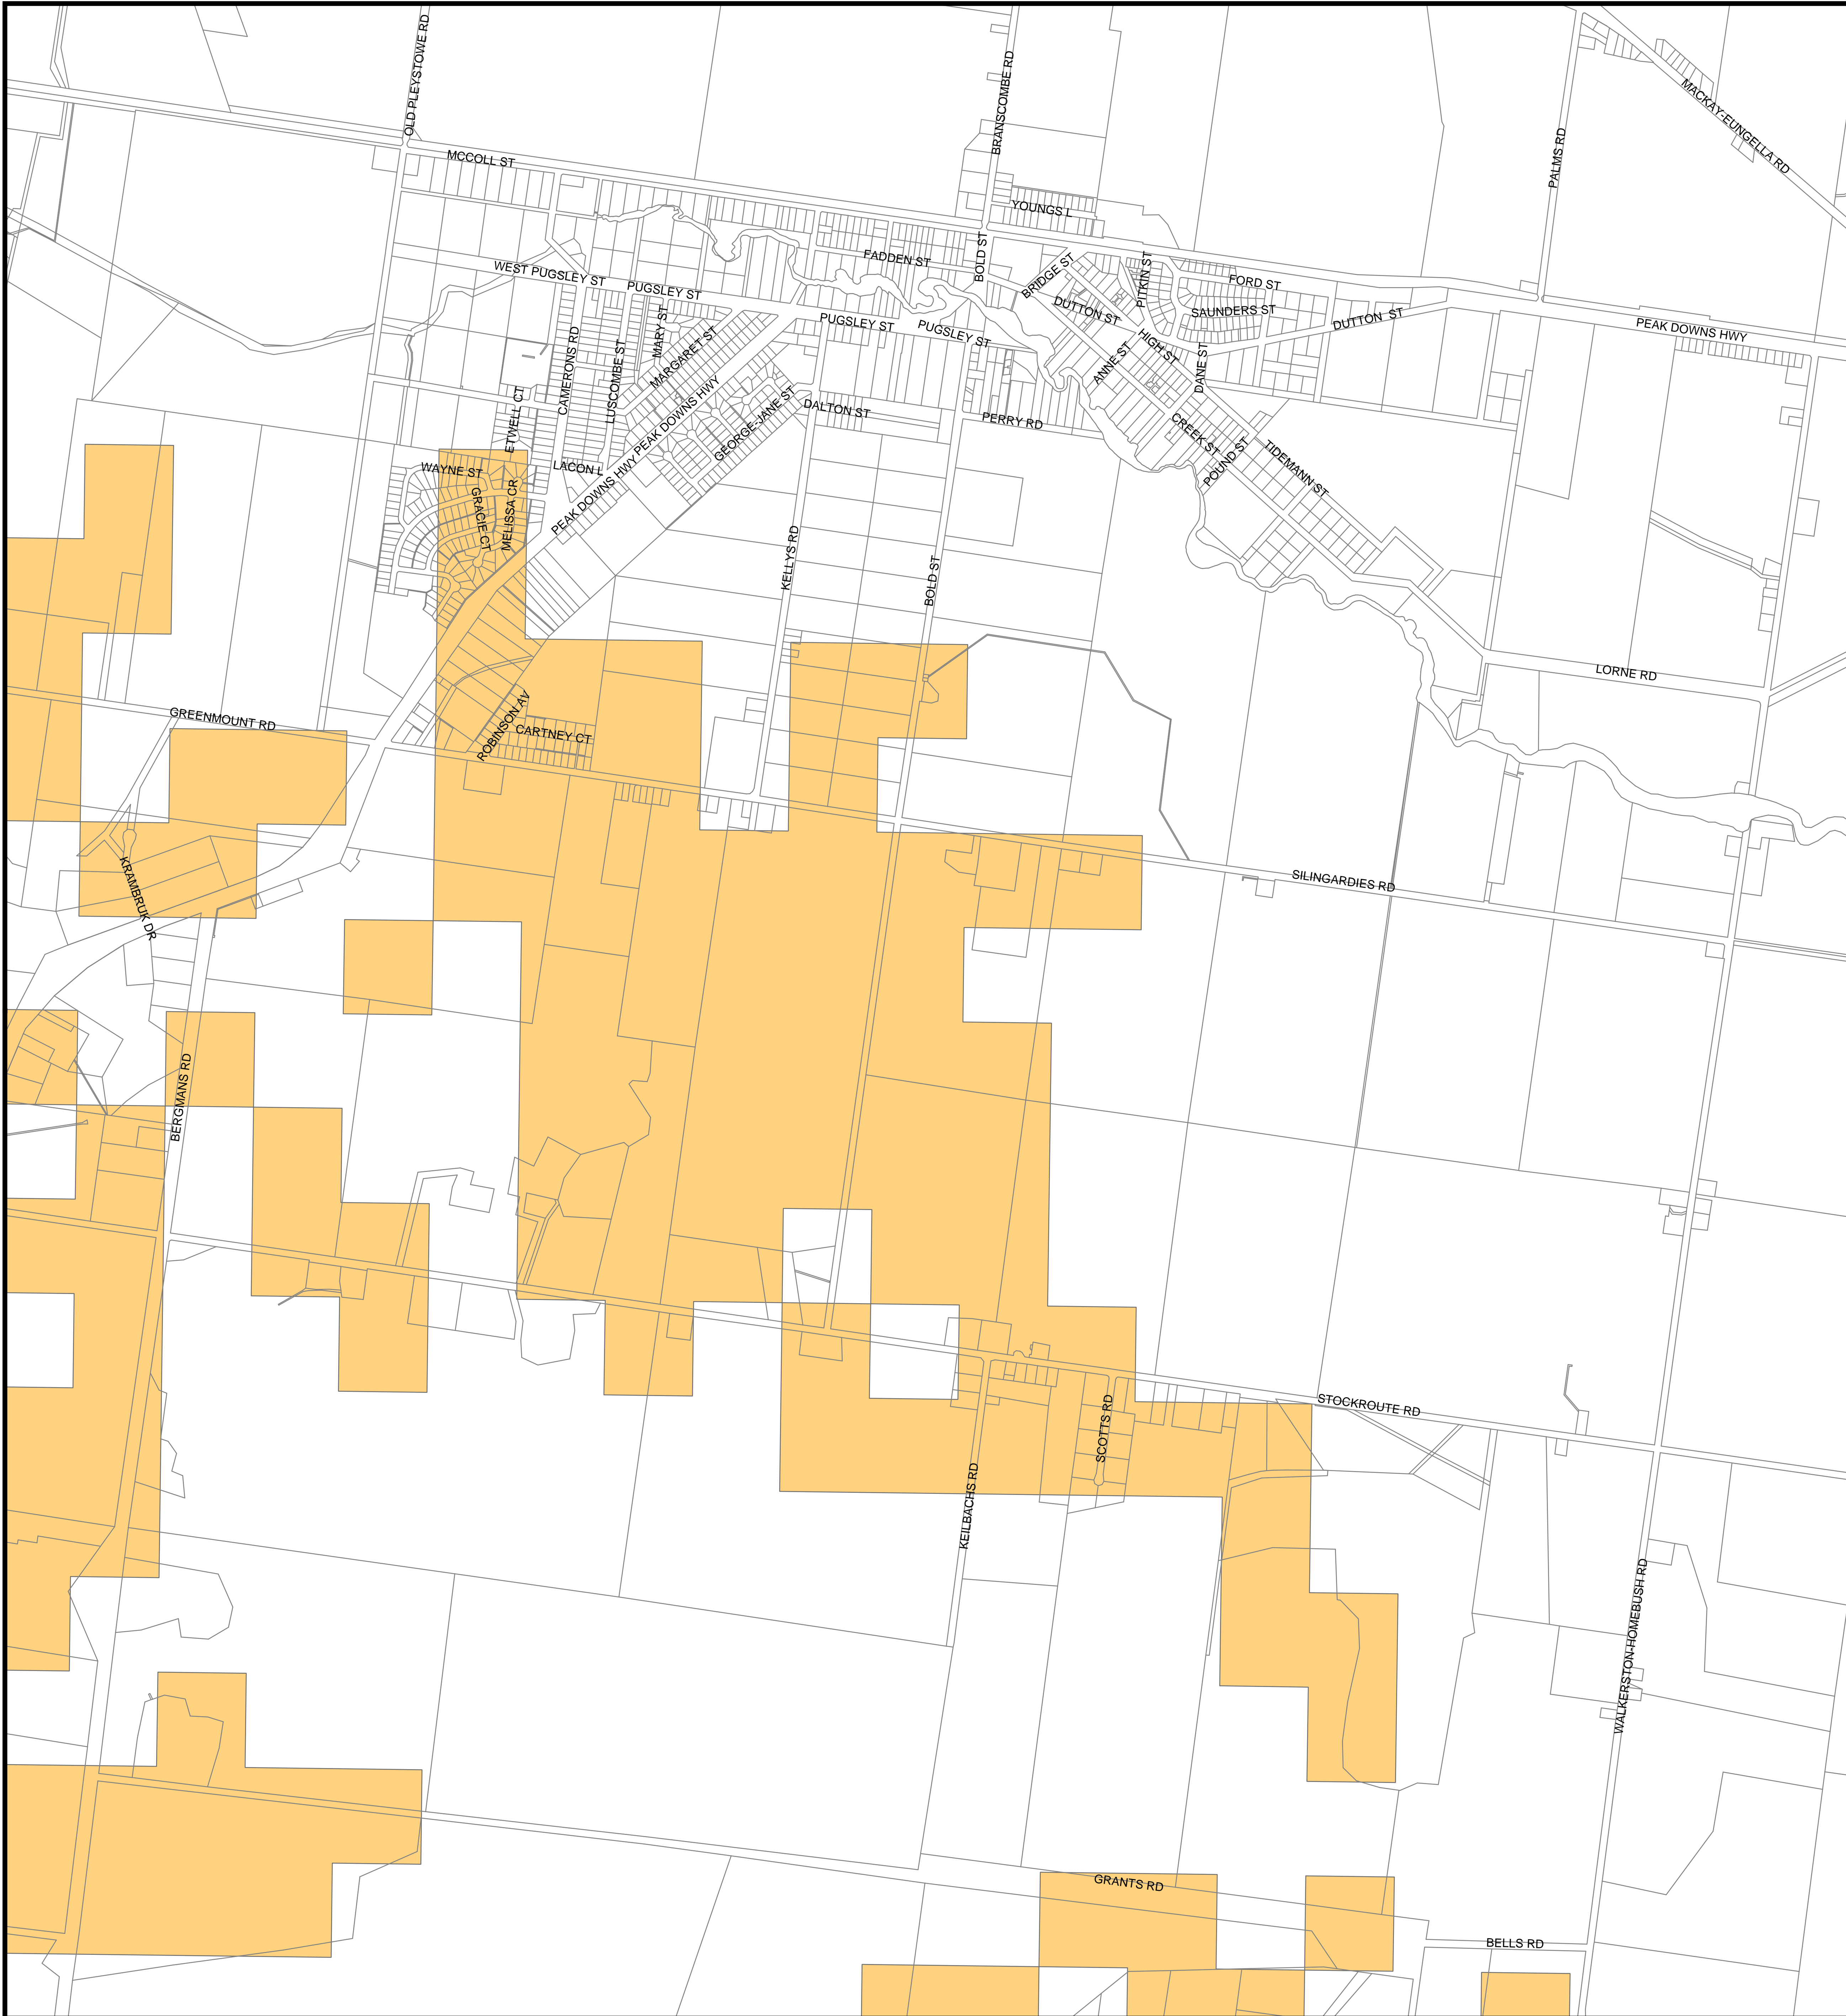 OLD PLEYSTOWE RD
BRANSCOMBE RD
MACKAY-EUNGELLA RD
PALMS RD
MCCOLL ST
YOUNGS L
BOLD ST
FADDEN ST
WEST PUGSLEY ST
PUGSLEY ST
BRIDGE ST
PITKIN ST
FORD ST
SAUNDERS ST
DUTTON ST
DUTTON ST
PEAK DOWNS HWY
PUGSLEY ST
PUGSLEY ST
MARY ST
MARGARET ST
HIGH ST
ANNE ST
DANE ST
CAMERONS RD
LUSCOMBE ST
PEAK DOWNS HWY
GEORGE-JANE ST
DALTON ST
PERRY RD
ETWELL CT
CREEK ST
POUND ST
TIDEMANN ST
WAYNE ST
LACON L
PEAK DOWNS HWY
GRACIE CT
MELISSA CR
KELLYS RD
BOLD ST
LORNE RD
GREENMOUNT RD
ROBINSON AV
CARTNEY CT
KRAMBRUK DR
SILINGARDIES RD
BERGMANS RD
STOCKROUTE RD
SCOTTS RD
KEILBACHS RD
WALKERSTON-HOMEBUSH RD
GRANTS RD
BELLS RD